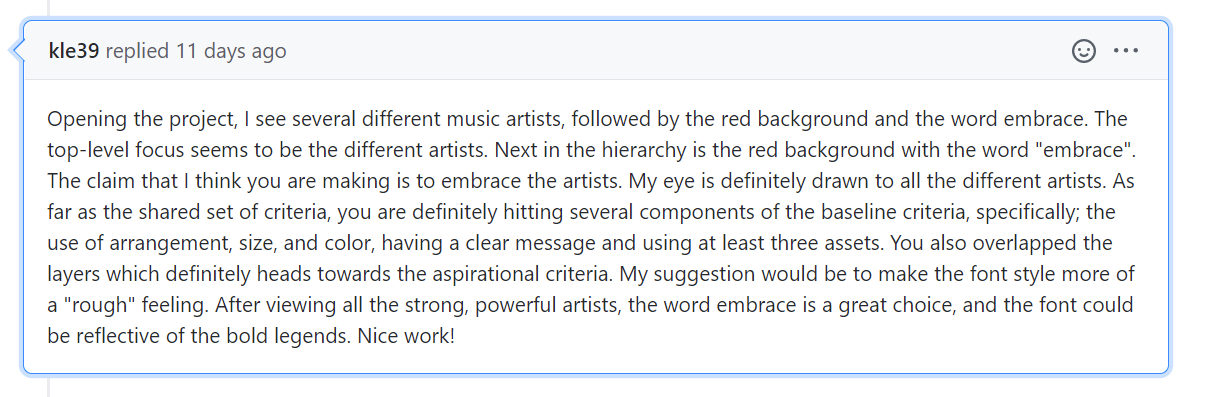 kle39 replied 11 days ago
Opening the project, I see several different music artists, followed by the red background and the word embrace. The
top-level focus seems to be the different artists. Next in the hierarchy is the red background with the word "embrace".
The claim that I think you are making is to embrace the artists. My eye is definitely drawn to all the different artists. As
far as the shared set of criteria, you are definitely hitting several components of the baseline criteria, specifically; the
use of arrangement, size, and color, having a clear message and using at least three assets. You also overlapped the
layers which definitely heads towards the aspirational criteria. My suggestion would be to make the font style more of
a "rough" feeling. After viewing all the strong, powerful artists, the word embrace is a great choice, and the font could
be reflective of the bold legends. Nice work!